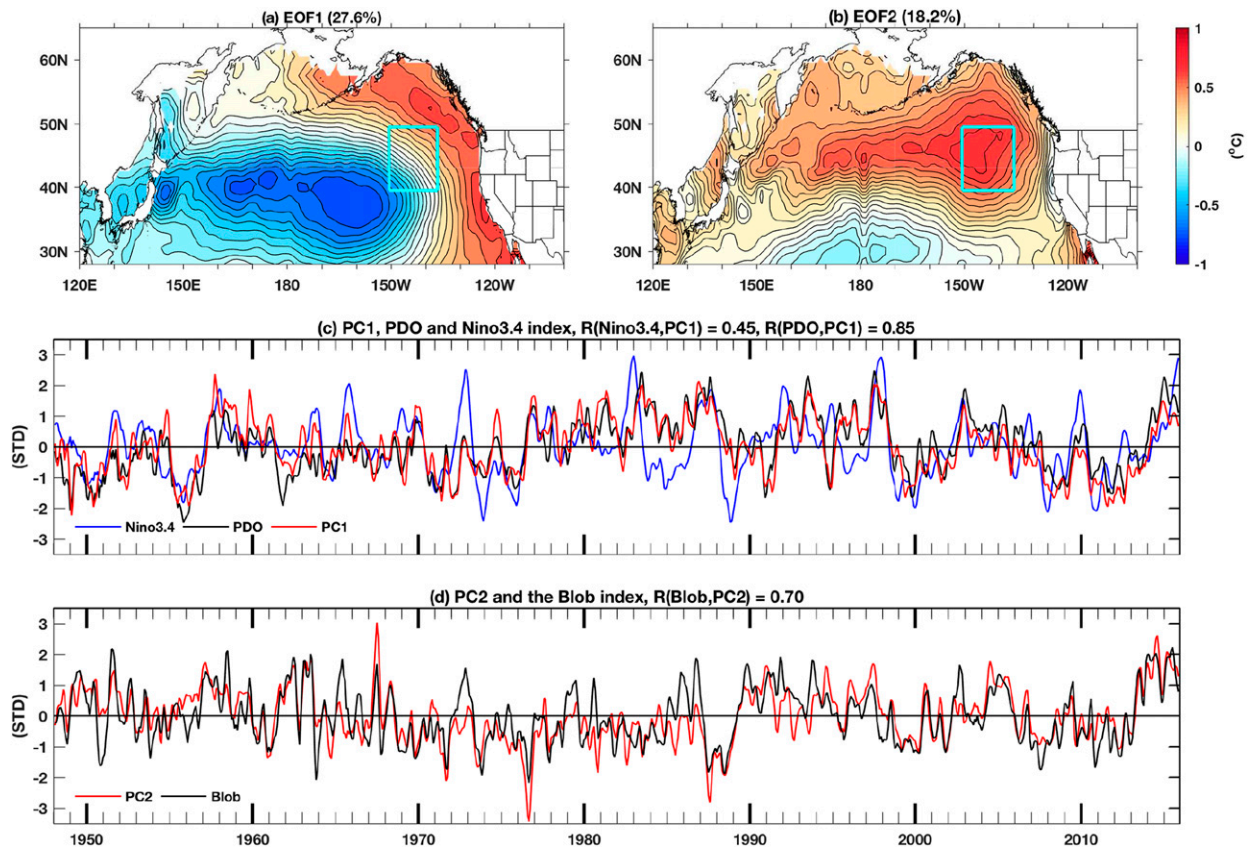 (a) EOF1 (27.6%)
(b) EOF2 (18.2%)
60N
50N
40N
30N
120E 150E 180 150W 120W
60N
50N
40N
30N
120E 150E 180 150W 120W
1
0.5
0
-0.5
-1
(°C)
(c) PC1, PDO and Nino3.4 index, R(Nino3.4,PC1) = 0.45, R(PDO,PC1) = 0.85
3
2
1
0
-1
-2
-3
(STD)
Nino3.4 PDO PC1
(d) PC2 and the Blob index, R(Blob,PC2) = 0.70
3
2
1
0
-1
-2
-3
(STD)
PC2 Blob
1950 1960 1970 1980 1990 2000 2010